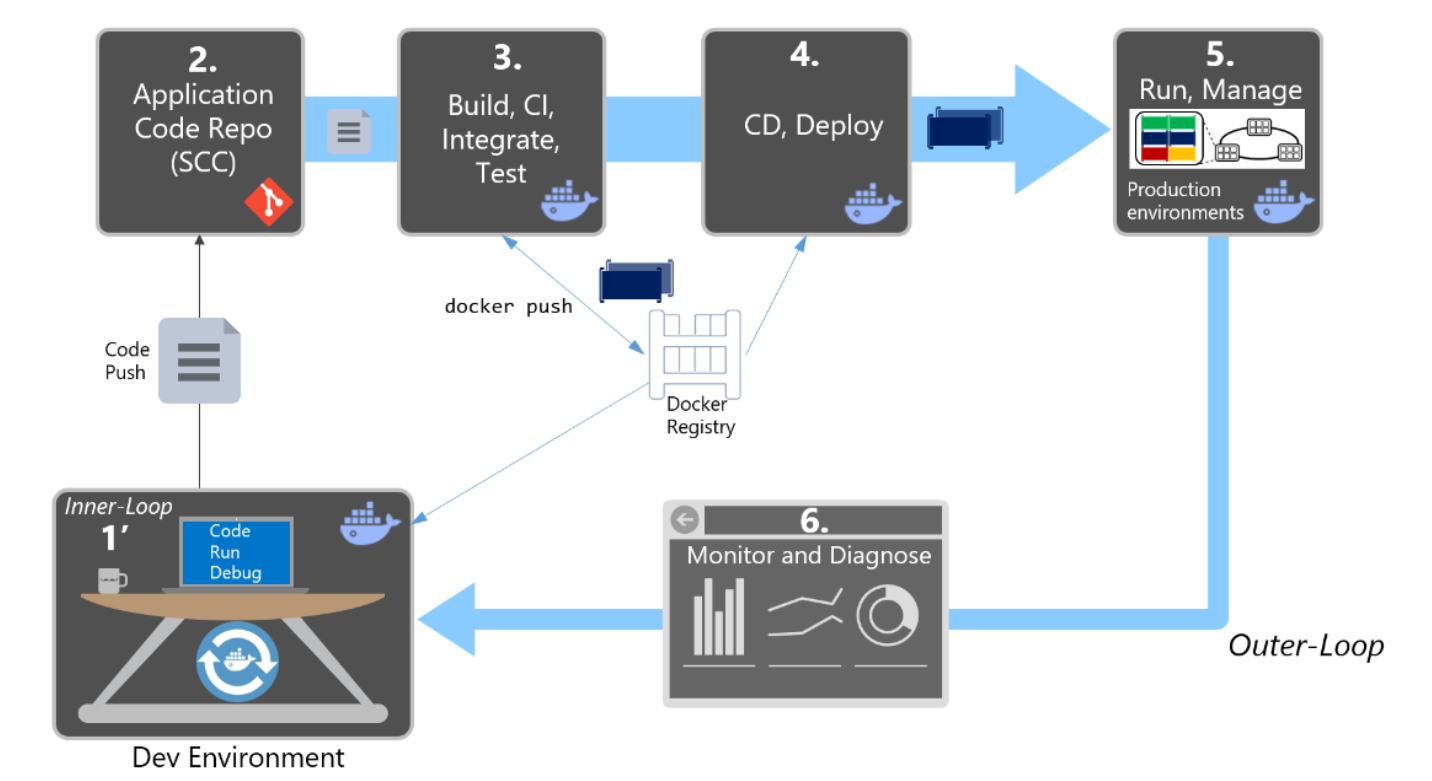 2.
Application
Code Repo
(SCC)
3.
Build, CI,
Integrate,
Test
4.
CD, Deploy
5.
Run, Manage
Production
environments
docker push
Code
Push
Docker
Registry
Inner-Loop
1’
Code
Run
Debug
Dev Environment
6.
Monitor and Diagnose
Outer-Loop